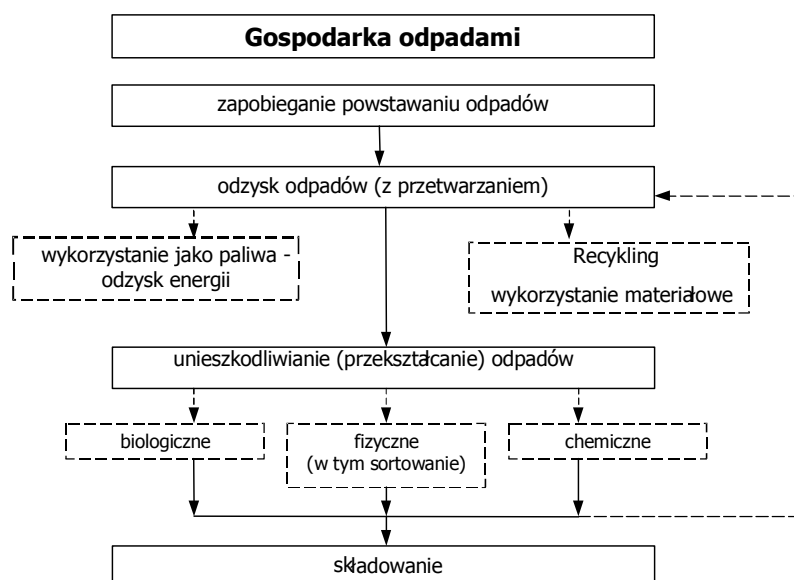 Gospodarka odpadami
zapobieganie powstawaniu odpadów
odzysk odpadów (z przetwarzaniem)
wykorzystanie jako paliwa -
odzysk energii
Recykling
wykorzystanie materiałowe
unieszkodliwianie (przekształcanie) odpadów
biologiczne
fizyczne
(w tym sortowanie)
chemiczne
składowanie